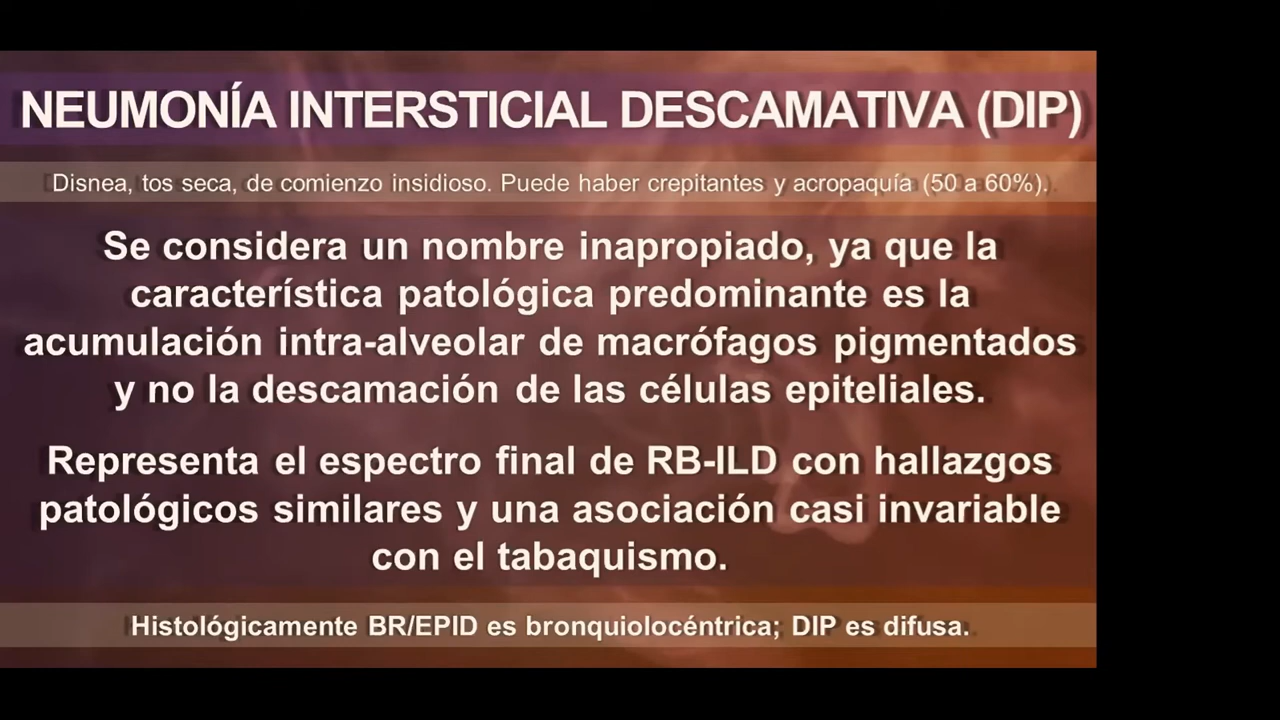 NEUMONÍA INTERSTICIAL DESCAMATIVA (DIP)
Disnea, tos seca, de comienzo insidioso. Puede haber crepitantes y acropaquía (50 a 60%).
Se considera un nombre inapropiado, ya que la
característica patológica predominante es la
acumulación intra-alveolar de macrófagos pigmentados
y no la descamación de las células epiteliales.
Representa el espectro final de RB-ILD con hallazgos
patológicos similares y una asociación casi invariable
con el tabaquismo.
Histológicamente BR/EPID es bronquiolocéntrica; DIP es difusa.